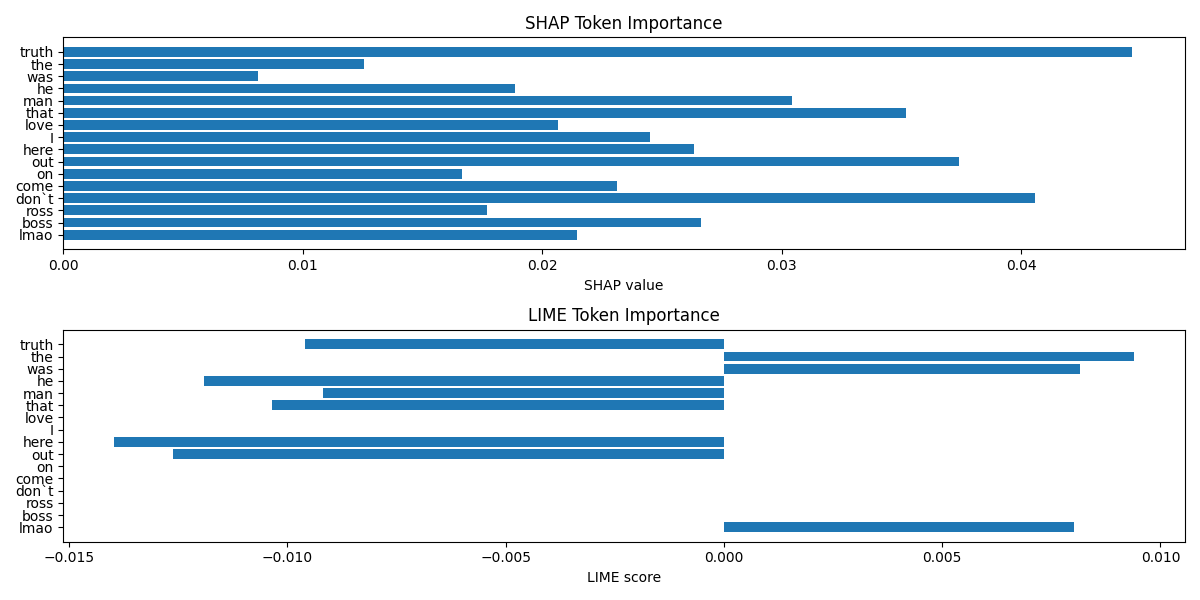 SHAP Token Importance
truth
the
was
he
man
that
love
I
here
out
on
come
don`t
ross
boss
lmao
0.00 0.01 0.02 0.03 0.04
SHAP value
LIME Token Importance
truth
the
was
he
man
that
love
I
here
out
on
come
don`t
ross
boss
lmao
−0.015 −0.010 −0.005 0.000 0.005 0.010
LIME score